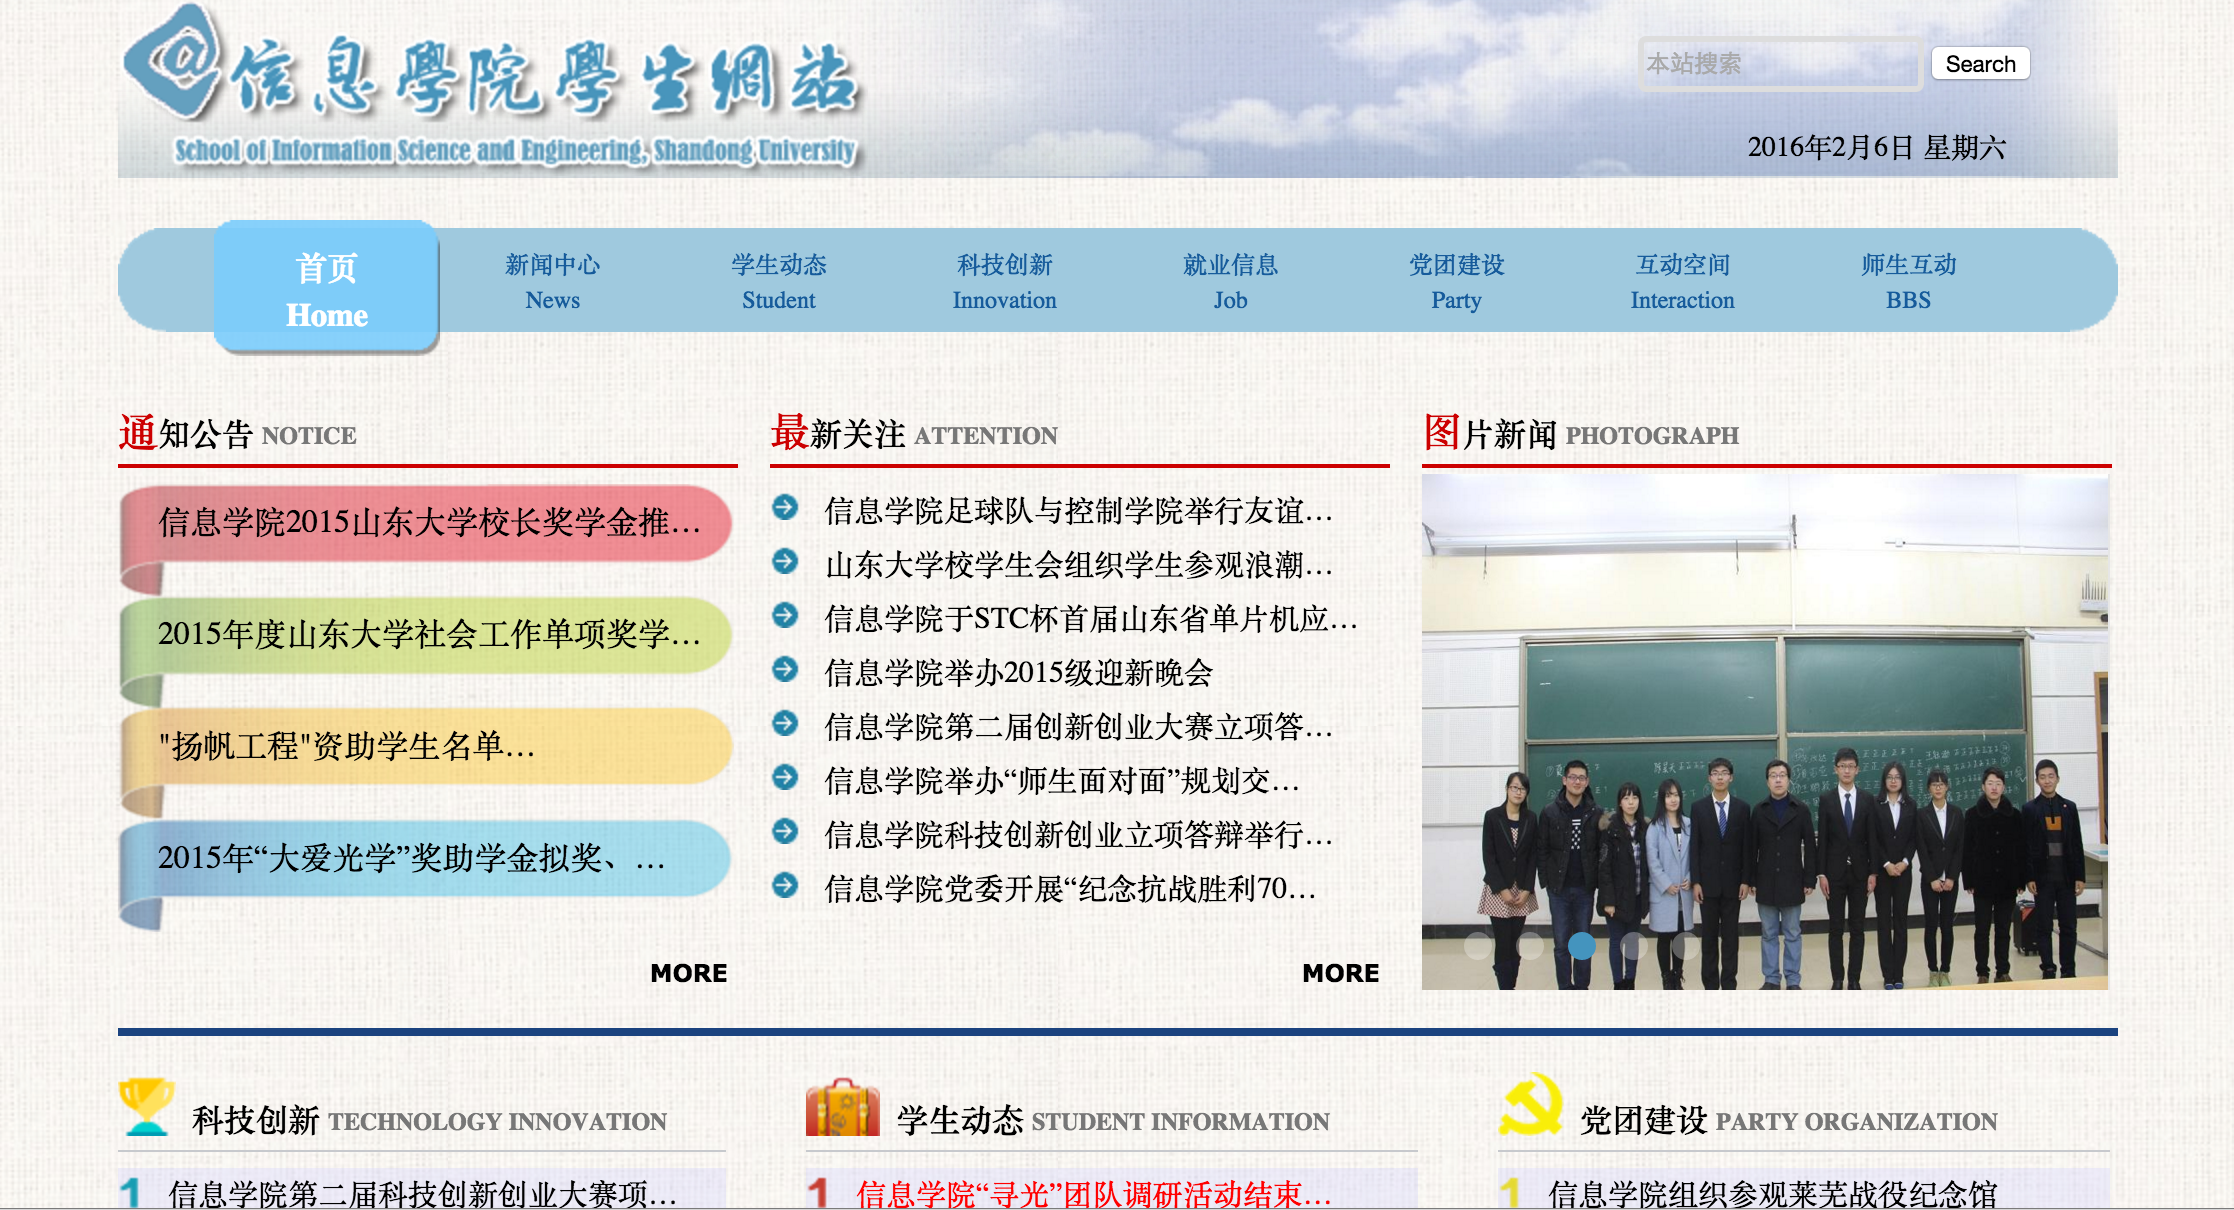 信息學院學生網站
School of Information Science and Engineering, Shandong University
本站搜索
Search
2016年2月6日 星期六
首页
Home
新闻中心
News
学生动态
Student
科技创新
Innovation
就业信息
Job
党团建设
Party
互动空间
Interaction
师生互动
BBS
通知公告 NOTICE
信息学院2015山东大学校长奖学金推…
2015年度山东大学社会工作单项奖学…
"扬帆工程"资助学生名单…
2015年“大爱光学”奖助学金拟奖、…
MORE
最新关注 ATTENTION
信息学院足球队与控制学院举行友谊…
山东大学校学生会组织学生参观浪潮…
信息学院于STC杯首届山东省单片机应…
信息学院举办2015级迎新晚会
信息学院第二届创新创业大赛立项答…
信息学院举办“师生面对面”规划交…
信息学院科技创新创业立项答辩举行…
信息学院党委开展“纪念抗战胜利70…
MORE
图片新闻 PHOTOGRAPH
科技创新 TECHNOLOGY INNOVATION
1 信息学院第二届科技创新创业大赛项…
学生动态 STUDENT INFORMATION
1 信息学院“寻光”团队调研活动结束…
党团建设 PARTY ORGANIZATION
1 信息学院组织参观莱芜战役纪念馆